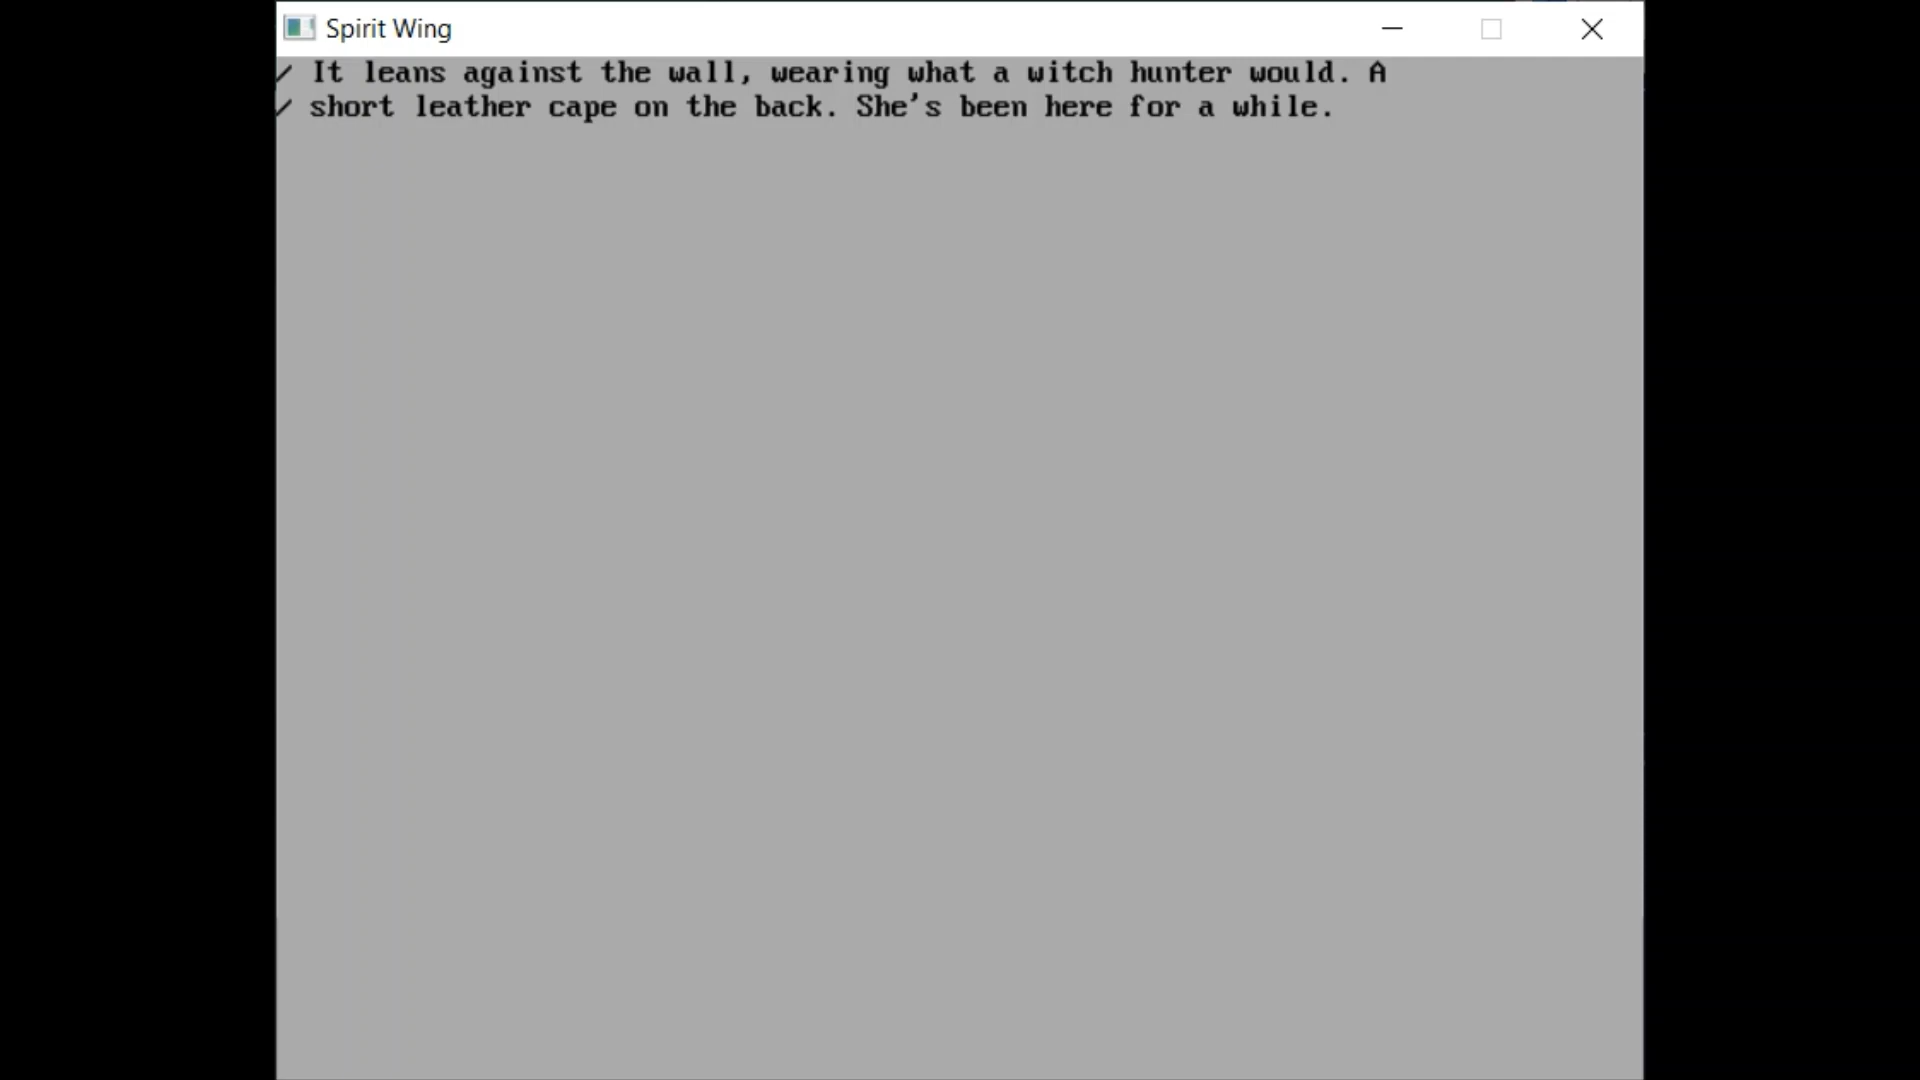 Spirit Wing
/ It leans against the wall, wearing what a witch hunter would. A
/ short leather cape on the back. She's been here for a while.